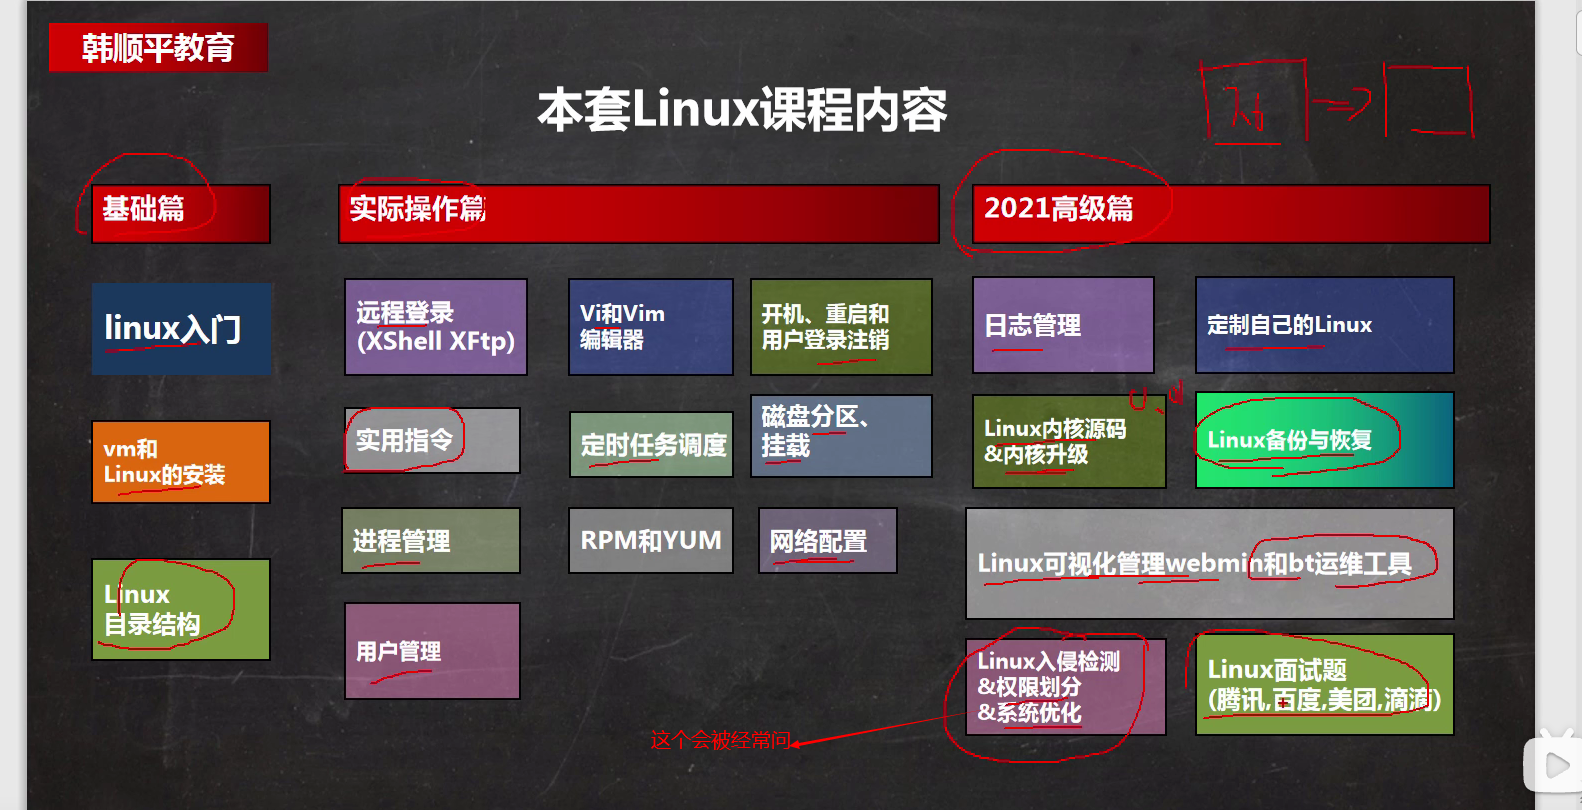 韩顺平教育
本套Linux课程内容
基础篇
实际操作篇
2021高级篇
linux入门
远程登录
(XShell XFtp)
Vi和Vim
编辑器
开机、重启和
用户登录注销
日志管理
定制自己的Linux
vm和
Linux的安装
实用指令
定时任务调度
磁盘分区、
挂载
Linux内核源码
&内核升级
Linux备份与恢复
进程管理
RPM和YUM
网络配置
Linux可视化管理webmin和bt运维工具
Linux
目录结构
用户管理
Linux入侵检测
&权限划分
&系统优化
Linux面试题
(腾讯,百度,美团,滴滴)
这个会被经常问